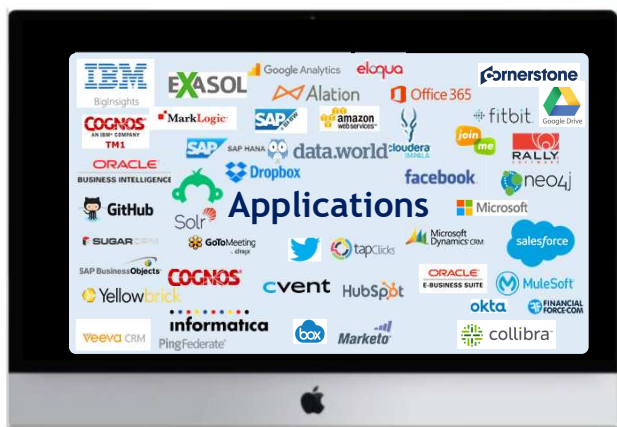 IBM
BigInsights
EXASOL
Google Analytics
eloqua
Alation
Office 365
Cornerstone
Google Drive
COGNOS
AN IBM® COMPANY
TM1
MarkLogic
SAP
amazon
webservices™
cloudera
IMPALA
fitbit
join
me
RALLY
SOFTWARE
ORACLE
BUSINESS INTELLIGENCE
SAP
SAP HANA
data.world
Dropbox
facebook
neo4j
GitHub
Solr
Applications
Microsoft
SUGARCRM
GoToMeeting
citrix
tapclicks
Microsoft
Dynamics CRM
salesforce
SAP BusinessObjects
COGNOS
cvent
HubSpot
ORACLE
E-BUSINESS SUITE
MuleSoft
Yellowbrick
okta
FINANCIAL
FORCE.COM
informatica
Veeva CRM
PingFederate®
box
Marketo
collibra